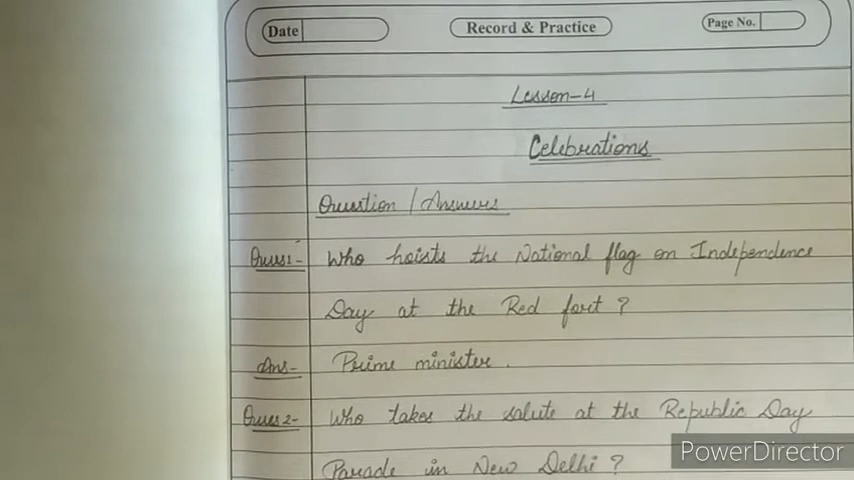 Date
Record & Practice
Page No.
Lesson-4
Celebrations
Question / Answers
Ques1- Who hoists the National flag on Independence
Day at the Red fort ?
Ans- Prime minister.
Ques2- Who takes the salute at the Republic Day
Parade in New Delhi ?
PowerDirector